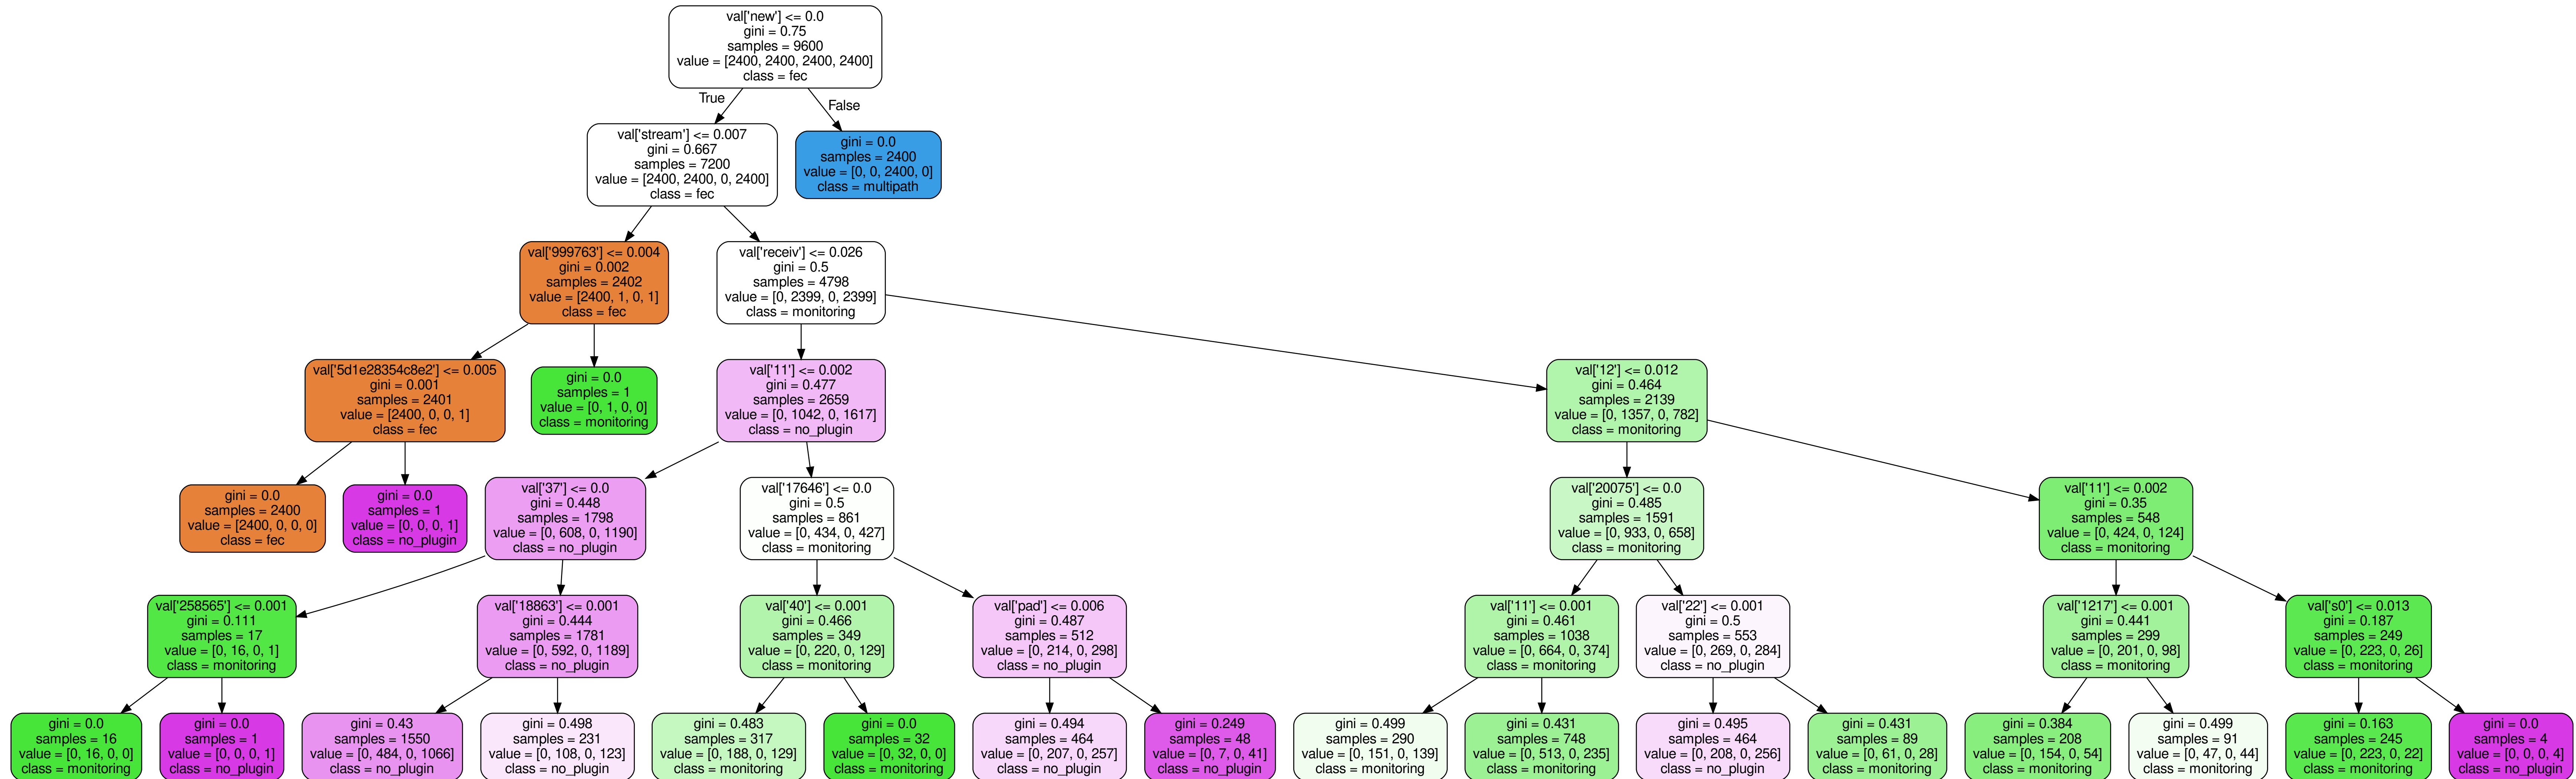 val['new'] <= 0.0
gini = 0.75
samples = 9600
value = [2400, 2400, 2400, 2400]
class = fec
True
False
val['stream'] <= 0.007
gini = 0.667
samples = 7200
value = [2400, 2400, 0, 2400]
class = fec
gini = 0.0
samples = 2400
value = [0, 0, 2400, 0]
class = multipath
val['999763'] <= 0.004
gini = 0.002
samples = 2402
value = [2400, 1, 0, 1]
class = fec
val['receiv'] <= 0.026
gini = 0.5
samples = 4798
value = [0, 2399, 0, 2399]
class = monitoring
val['5d1e28354c8e2'] <= 0.005
gini = 0.001
samples = 2401
value = [2400, 0, 0, 1]
class = fec
gini = 0.0
samples = 1
value = [0, 1, 0, 0]
class = monitoring
val['11'] <= 0.002
gini = 0.477
samples = 2659
value = [0, 1042, 0, 1617]
class = no_plugin
val['12'] <= 0.012
gini = 0.464
samples = 2139
value = [0, 1357, 0, 782]
class = monitoring
gini = 0.0
samples = 2400
value = [2400, 0, 0, 0]
class = fec
gini = 0.0
samples = 1
value = [0, 0, 0, 1]
class = no_plugin
val['37'] <= 0.0
gini = 0.448
samples = 1798
value = [0, 608, 0, 1190]
class = no_plugin
val['17646'] <= 0.0
gini = 0.5
samples = 861
value = [0, 434, 0, 427]
class = monitoring
val['20075'] <= 0.0
gini = 0.485
samples = 1591
value = [0, 933, 0, 658]
class = monitoring
val['11'] <= 0.002
gini = 0.35
samples = 548
value = [0, 424, 0, 124]
class = monitoring
val['258565'] <= 0.001
gini = 0.111
samples = 17
value = [0, 16, 0, 1]
class = monitoring
val['18863'] <= 0.001
gini = 0.444
samples = 1781
value = [0, 592, 0, 1189]
class = no_plugin
val['40'] <= 0.001
gini = 0.466
samples = 349
value = [0, 220, 0, 129]
class = monitoring
val['pad'] <= 0.006
gini = 0.487
samples = 512
value = [0, 214, 0, 298]
class = no_plugin
val['11'] <= 0.001
gini = 0.461
samples = 1038
value = [0, 664, 0, 374]
class = monitoring
val['22'] <= 0.001
gini = 0.5
samples = 553
value = [0, 269, 0, 284]
class = no_plugin
val['1217'] <= 0.001
gini = 0.441
samples = 299
value = [0, 201, 0, 98]
class = monitoring
val['s0'] <= 0.013
gini = 0.187
samples = 249
value = [0, 223, 0, 26]
class = monitoring
gini = 0.0
samples = 16
value = [0, 16, 0, 0]
class = monitoring
gini = 0.0
samples = 1
value = [0, 0, 0, 1]
class = no_plugin
gini = 0.43
samples = 1550
value = [0, 484, 0, 1066]
class = no_plugin
gini = 0.498
samples = 231
value = [0, 108, 0, 123]
class = no_plugin
gini = 0.483
samples = 317
value = [0, 188, 0, 129]
class = monitoring
gini = 0.0
samples = 32
value = [0, 32, 0, 0]
class = monitoring
gini = 0.494
samples = 464
value = [0, 207, 0, 257]
class = no_plugin
gini = 0.249
samples = 48
value = [0, 7, 0, 41]
class = no_plugin
gini = 0.499
samples = 290
value = [0, 151, 0, 139]
class = monitoring
gini = 0.431
samples = 748
value = [0, 513, 0, 235]
class = monitoring
gini = 0.495
samples = 464
value = [0, 208, 0, 256]
class = no_plugin
gini = 0.431
samples = 89
value = [0, 61, 0, 28]
class = monitoring
gini = 0.384
samples = 208
value = [0, 154, 0, 54]
class = monitoring
gini = 0.499
samples = 91
value = [0, 47, 0, 44]
class = monitoring
gini = 0.163
samples = 245
value = [0, 223, 0, 22]
class = monitoring
gini = 0.0
samples = 4
value = [0, 0, 0, 4]
class = no_plugin